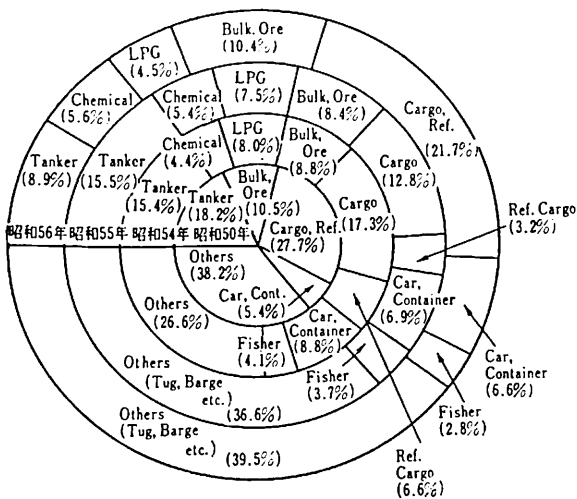 Bulk. Ore
(10.4%)
LPG
(4.5%)
Chemical
(5.6%)
Tanker
(8.9%)
Cargo,
Ref.
(21.7%)
LPG
(7.5%)
Chemical
(5.4%)
Bulk, Ore
(8.4%)
Tanker
(15.5%)
Cargo
(12.8%)
Ref. Cargo
(3.2%)
LPG
(8.0%)
Chemical
(4.4%)
Bulk,
Ore
(8.8%)
Tanker
(15.4%)
Cargo
(17.3%)
Tanker
(18.2%)
Bulk,
Ore
(10.5%)
Cargo, Ref.
(27.7%)
昭和56年 昭和55年 昭和54年 昭和50年
Others
(38.2%)
Car, Cont.
(5.4%)
Car,
Container
(6.9%)
Others
(26.6%)
Fisher
(4.1%)
Car,
Container
(8.8%)
Fisher
(3.7%)
Car,
Container
(6.6%)
Fisher
(2.8%)
Others
(Tug, Barge
etc.)
(36.6%)
Others
(Tug, Barge
etc.)
(39.5%)
Ref.
Cargo
(6.6%)